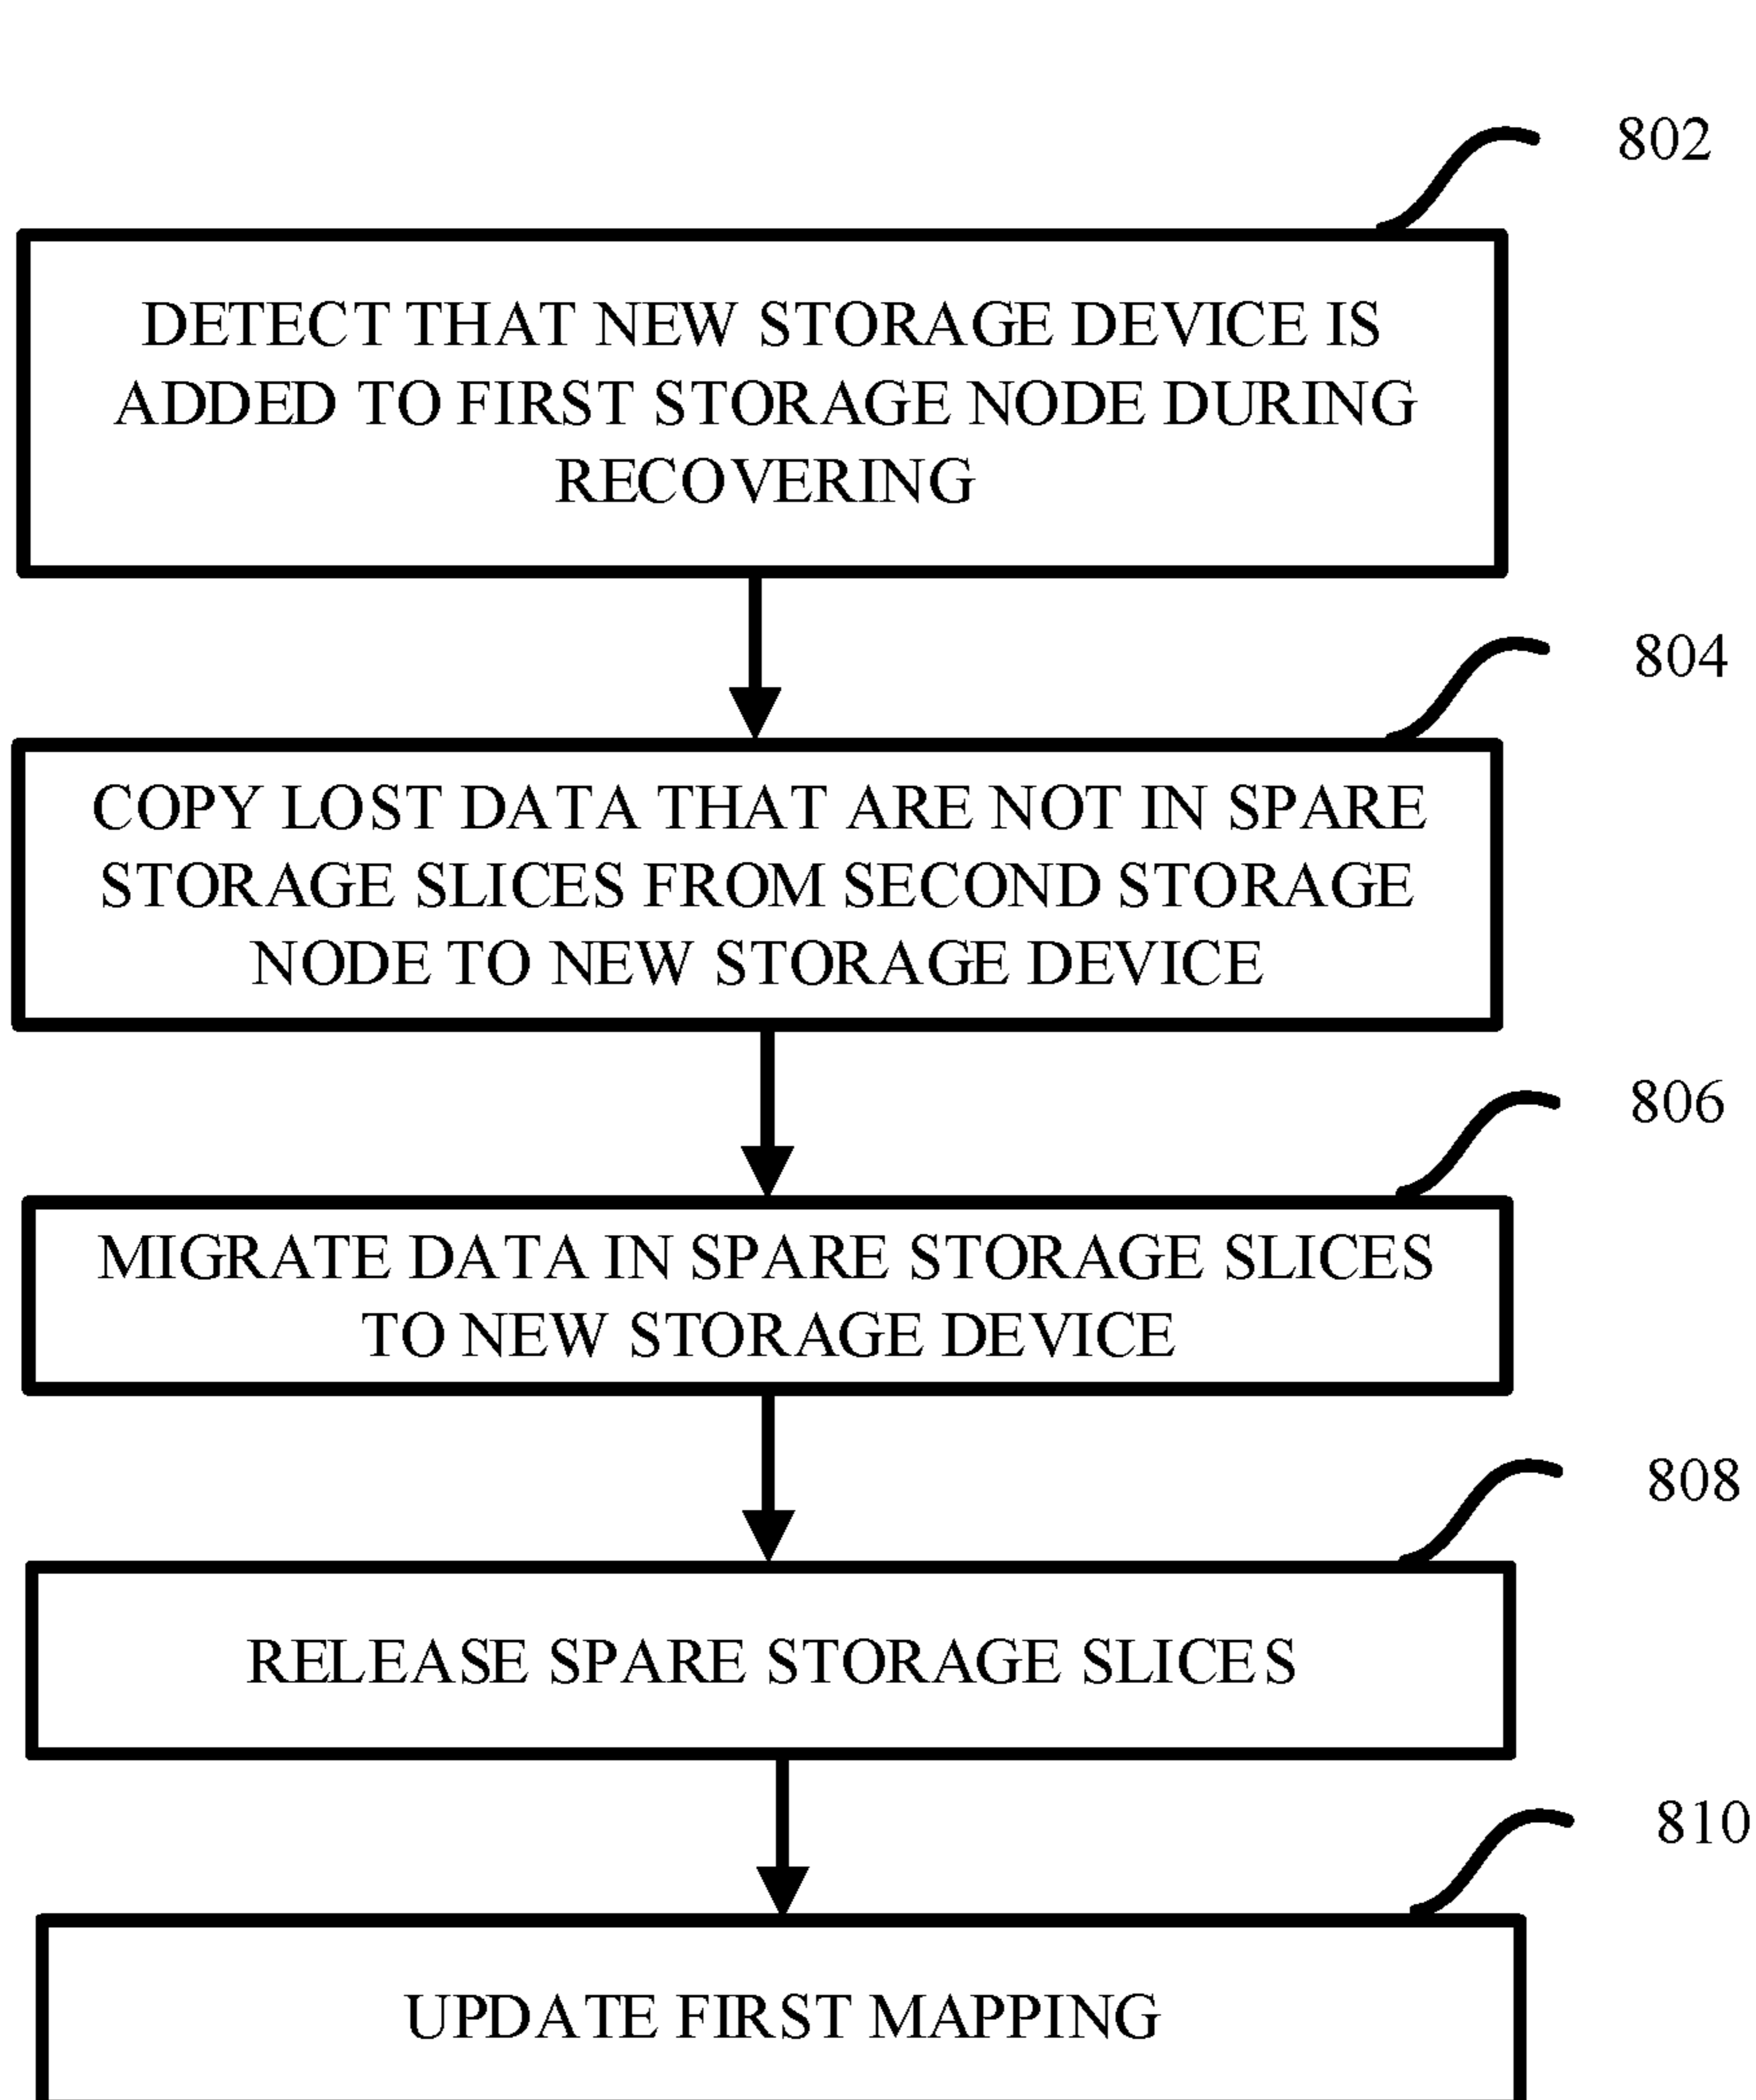 802
DETECT THAT NEW STORAGE DEVICE IS
ADDED TO FIRST STORAGE NODE DURING
RECOVERING
804
COPY LOST DATA THAT ARE NOT IN SPARE
STORAGE SLICES FROM SECOND STORAGE
NODE TO NEW STORAGE DEVICE
806
MIGRATE DATA IN SPARE STORAGE SLICES
TO NEW STORAGE DEVICE
808
RELEASE SPARE STORAGE SLICES
810
UPDATE FIRST MAPPING